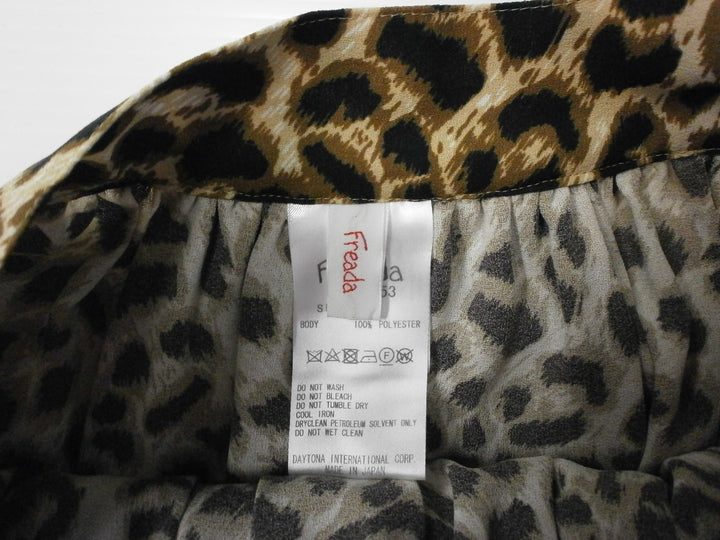 Freada
BODY 100% POLYESTER
DO NOT WASH
DO NOT BLEACH
DO NOT TUMBLE DRY
COOL IRON
DRYCLEAN PETROLEUM SOLVENT ONLY
DO NOT WET CLEAN
DAYTONA INTERNATIONAL CORP.
MADE IN JAPAN